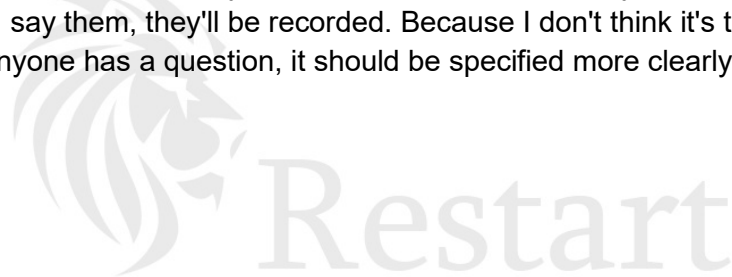 say them, they'll be recorded. Because I don't think it's t
nyone has a question, it should be specified more clearly
Restart